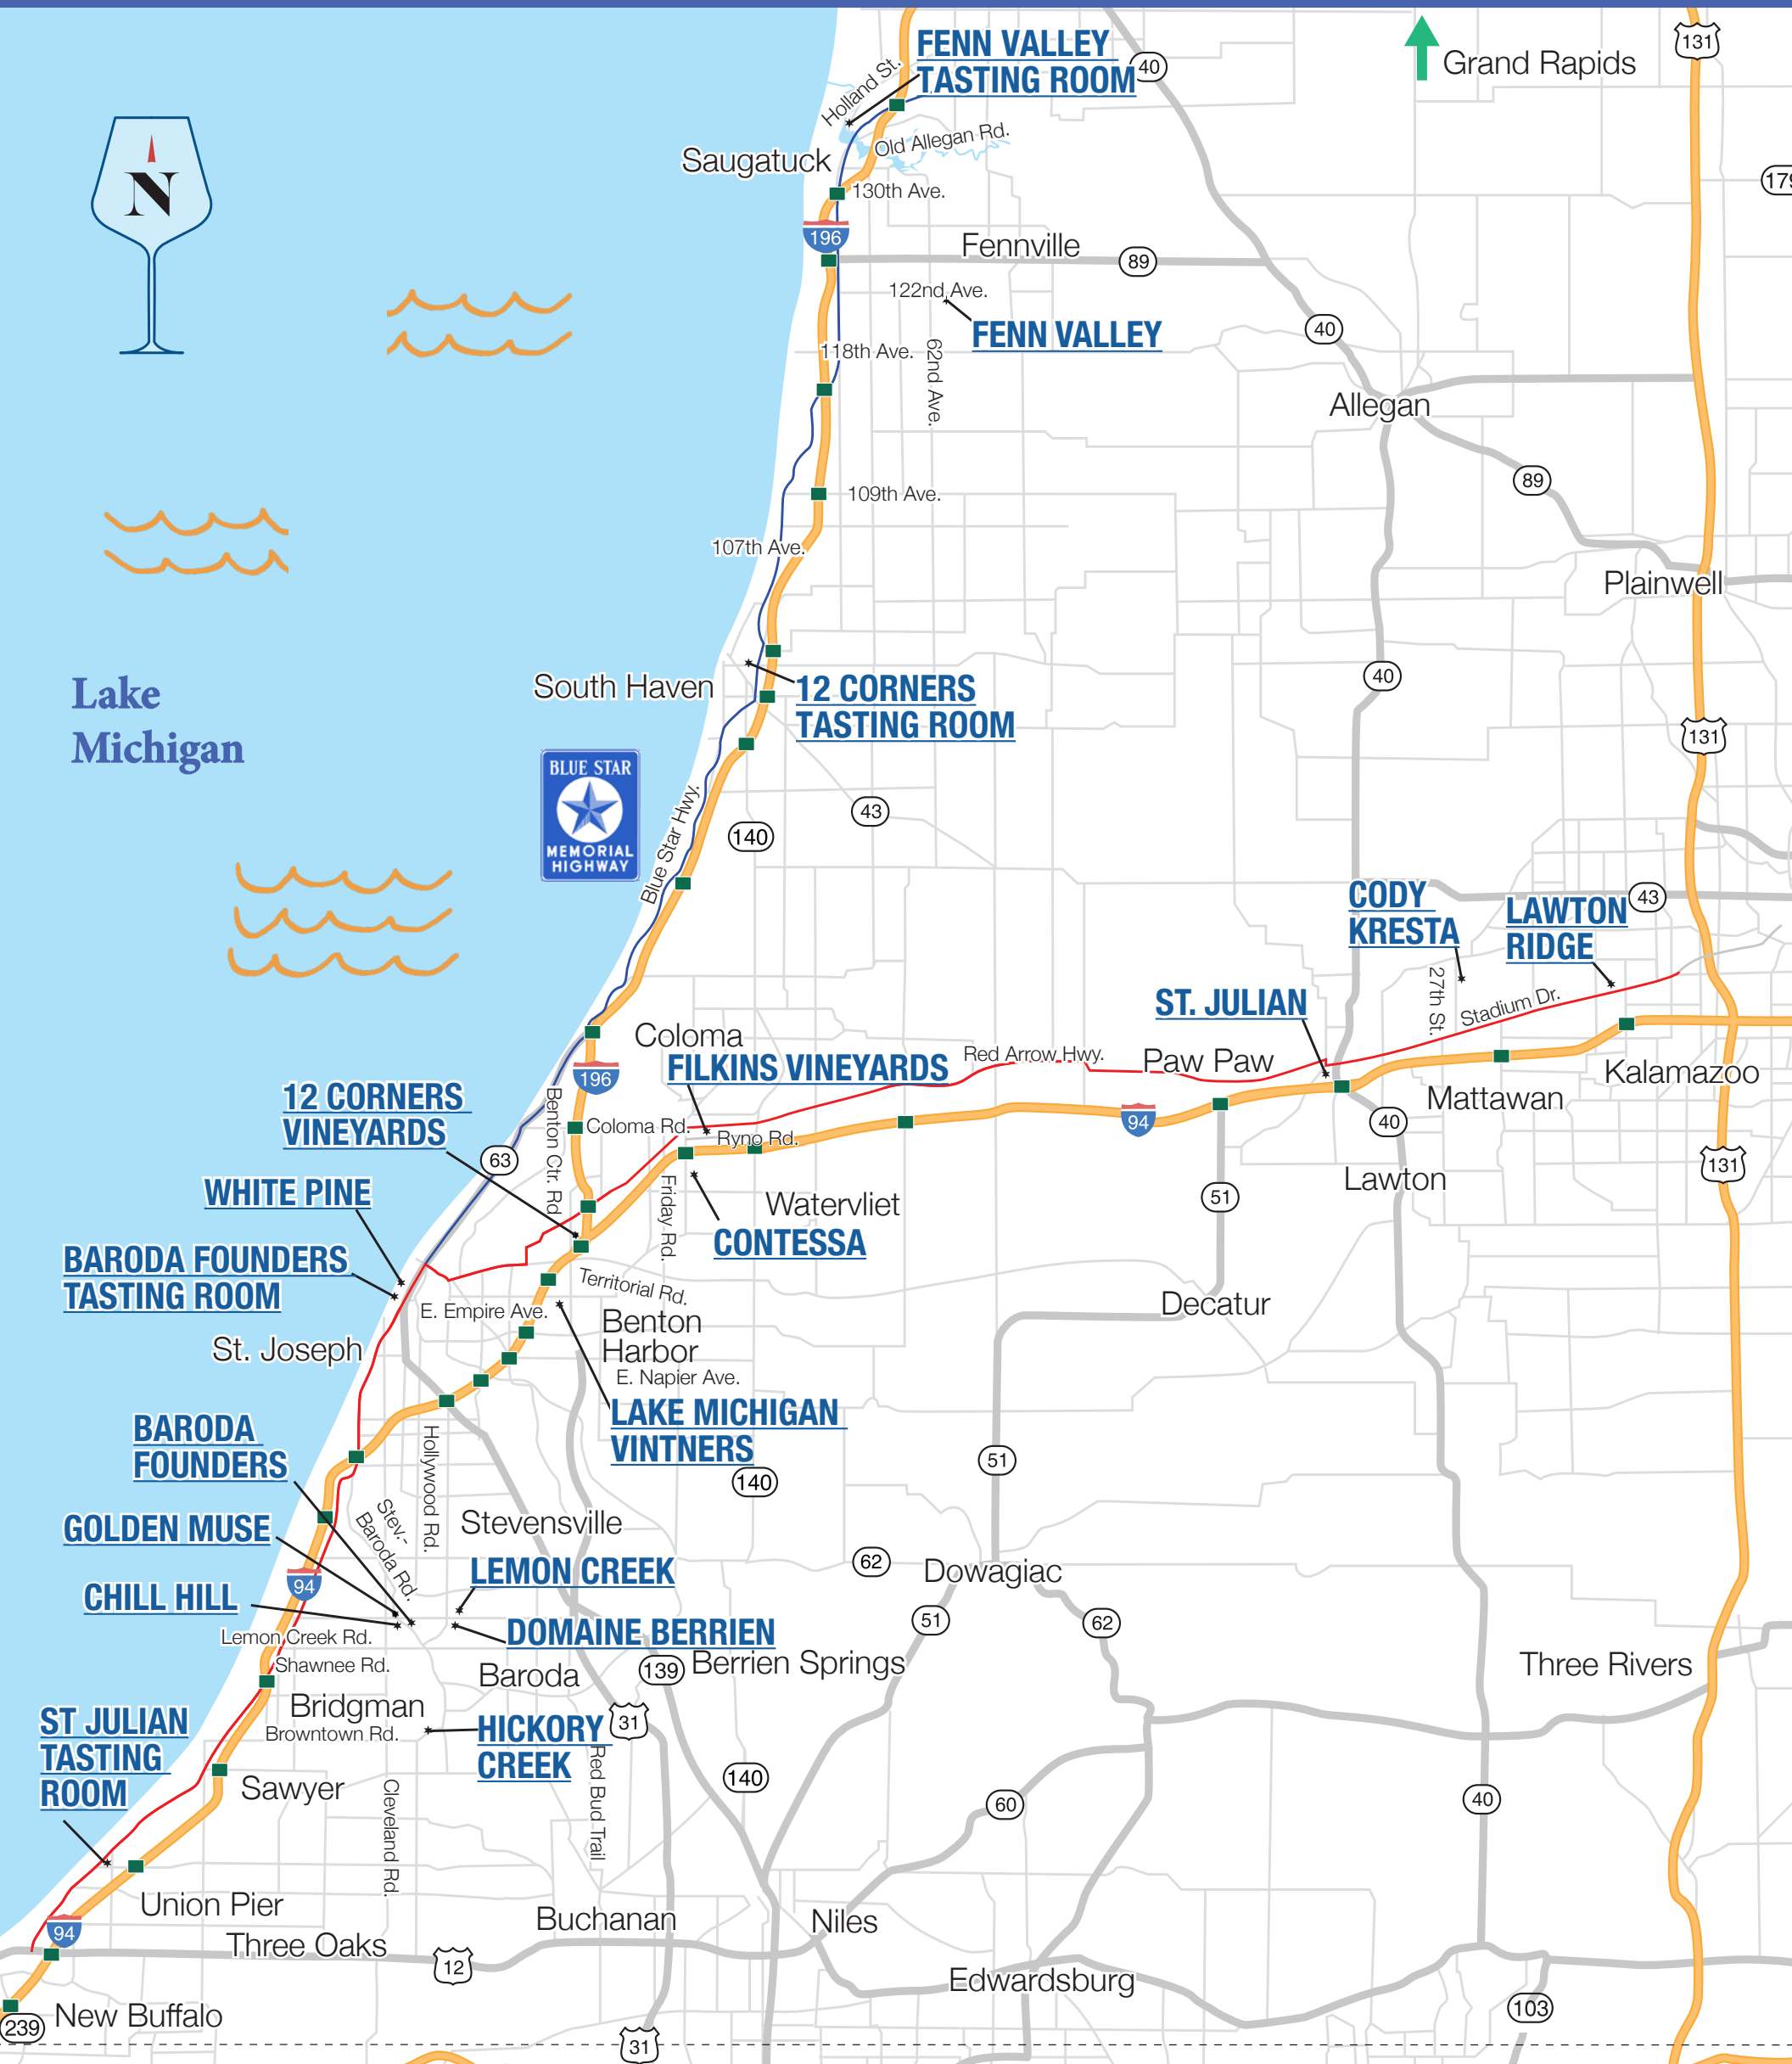 FENN VALLEY
TASTING ROOM
40
Grand Rapids
131
Holland St.
Old Allegan Rd.
Saugatuck
130th Ave.
N
196
Fennville
89
122nd Ave.
FENN VALLEY
40
118th Ave.
62nd Ave.
Allegan
89
109th Ave.
107th Ave.
Plainwell
Lake
Michigan
South Haven
12 CORNERS
TASTING ROOM
40
131
BLUE STAR
MEMORIAL
HIGHWAY
Blue Star Hwy.
140
43
CODY
KRESTA
LAWTON
RIDGE
43
27th St.
Stadium Dr.
ST. JULIAN
Coloma
FILKINS VINEYARDS
Red Arrow Hwy.
Paw Paw
Kalamazoo
Mattawan
196
12 CORNERS
VINEYARDS
Benton Ctr. Rd
Coloma Rd.
Ryno Rd.
94
40
63
131
WHITE PINE
Friday Rd.
Watervliet
51
Lawton
CONTESSA
BARODA FOUNDERS
TASTING ROOM
Territorial Rd.
E. Empire Ave.
Benton
Harbor
Decatur
St. Joseph
E. Napier Ave.
LAKE MICHIGAN
VINTNERS
BARODA
FOUNDERS
Hollywood Rd.
140
51
Stev.-
Baroda Rd.
Stevensville
GOLDEN MUSE
LEMON CREEK
62
Dowagiac
94
CHILL HILL
DOMAINE BERRIEN
51
62
Lemon Creek Rd.
Shawnee Rd.
Baroda
139
Berrien Springs
Three Rivers
Bridgman
Browntown Rd.
HICKORY
CREEK
31
ST JULIAN
TASTING
ROOM
Red Bud Trail
Sawyer
Cleveland Rd.
140
60
40
Union Pier
94
Buchanan
Niles
Three Oaks
12
Edwardsburg
New Buffalo
239
103
31